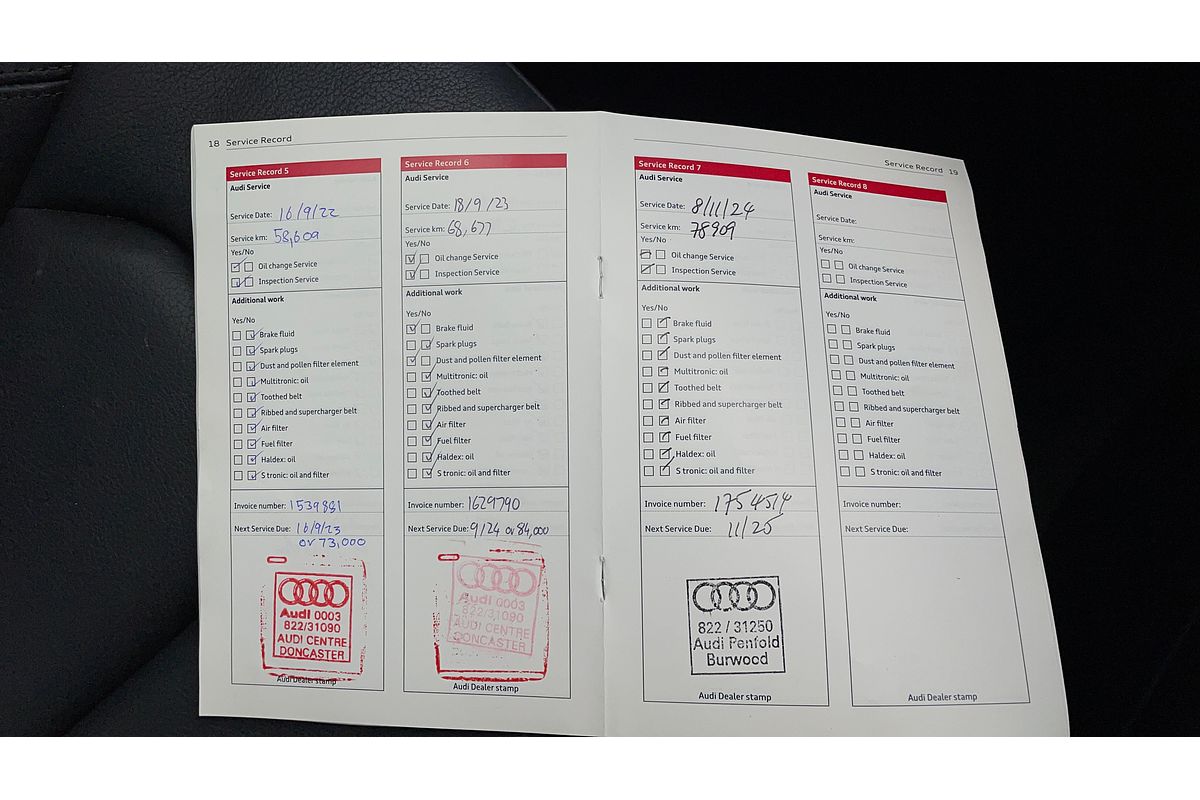 18 Service Record
Service Record 5
Audi Service
Service Date: 16/9/22
Service km: 58,609
Yes/No
Oil change Service
Inspection Service
Additional work
Yes/No
Brake fluid
Spark plugs
Dust and pollen filter element
Multitronic: oil
Toothed belt
Ribbed and supercharger belt
Air filter
Fuel filter
Haldex: oil
S tronic: oil and filter
Invoice number: 1539881
Next Service Due: 16/9/23
or 73,000
Audi 0003
822/31090
AUDI CENTRE
DONCASTER
Audi Dealer stamp
Service Record 6
Audi Service
Service Date: 18/9/23
Service km: 68,677
Yes/No
Oil change Service
Inspection Service
Additional work
Yes/No
Brake fluid
Spark plugs
Dust and pollen filter element
Multitronic: oil
Toothed belt
Ribbed and supercharger belt
Air filter
Fuel filter
Haldex: oil
S tronic: oil and filter
Invoice number: 1629790
Next Service Due: 9/24 or 84,000
Audi 0003
822/31090
AUDI CENTRE
DONCASTER
Audi Dealer stamp
Service Record 19
Service Record 7
Audi Service
Service Date: 8/11/24
Service km: 78909
Yes/No
Oil change Service
Inspection Service
Additional work
Yes/No
Brake fluid
Spark plugs
Dust and pollen filter element
Multitronic: oil
Toothed belt
Ribbed and supercharger belt
Air filter
Fuel filter
Haldex: oil
S tronic: oil and filter
Invoice number: 1754514
Next Service Due: 11/25
822 / 31250
Audi Penfold
Burwood
Audi Dealer stamp
Service Record 8
Audi Service
Service Date:
Service km:
Yes/No
Oil change Service
Inspection Service
Additional work
Yes/No
Brake fluid
Spark plugs
Dust and pollen filter element
Multitronic: oil
Toothed belt
Ribbed and supercharger belt
Air filter
Fuel filter
Haldex: oil
S tronic: oil and filter
Invoice number:
Next Service Due:
Audi Dealer stamp